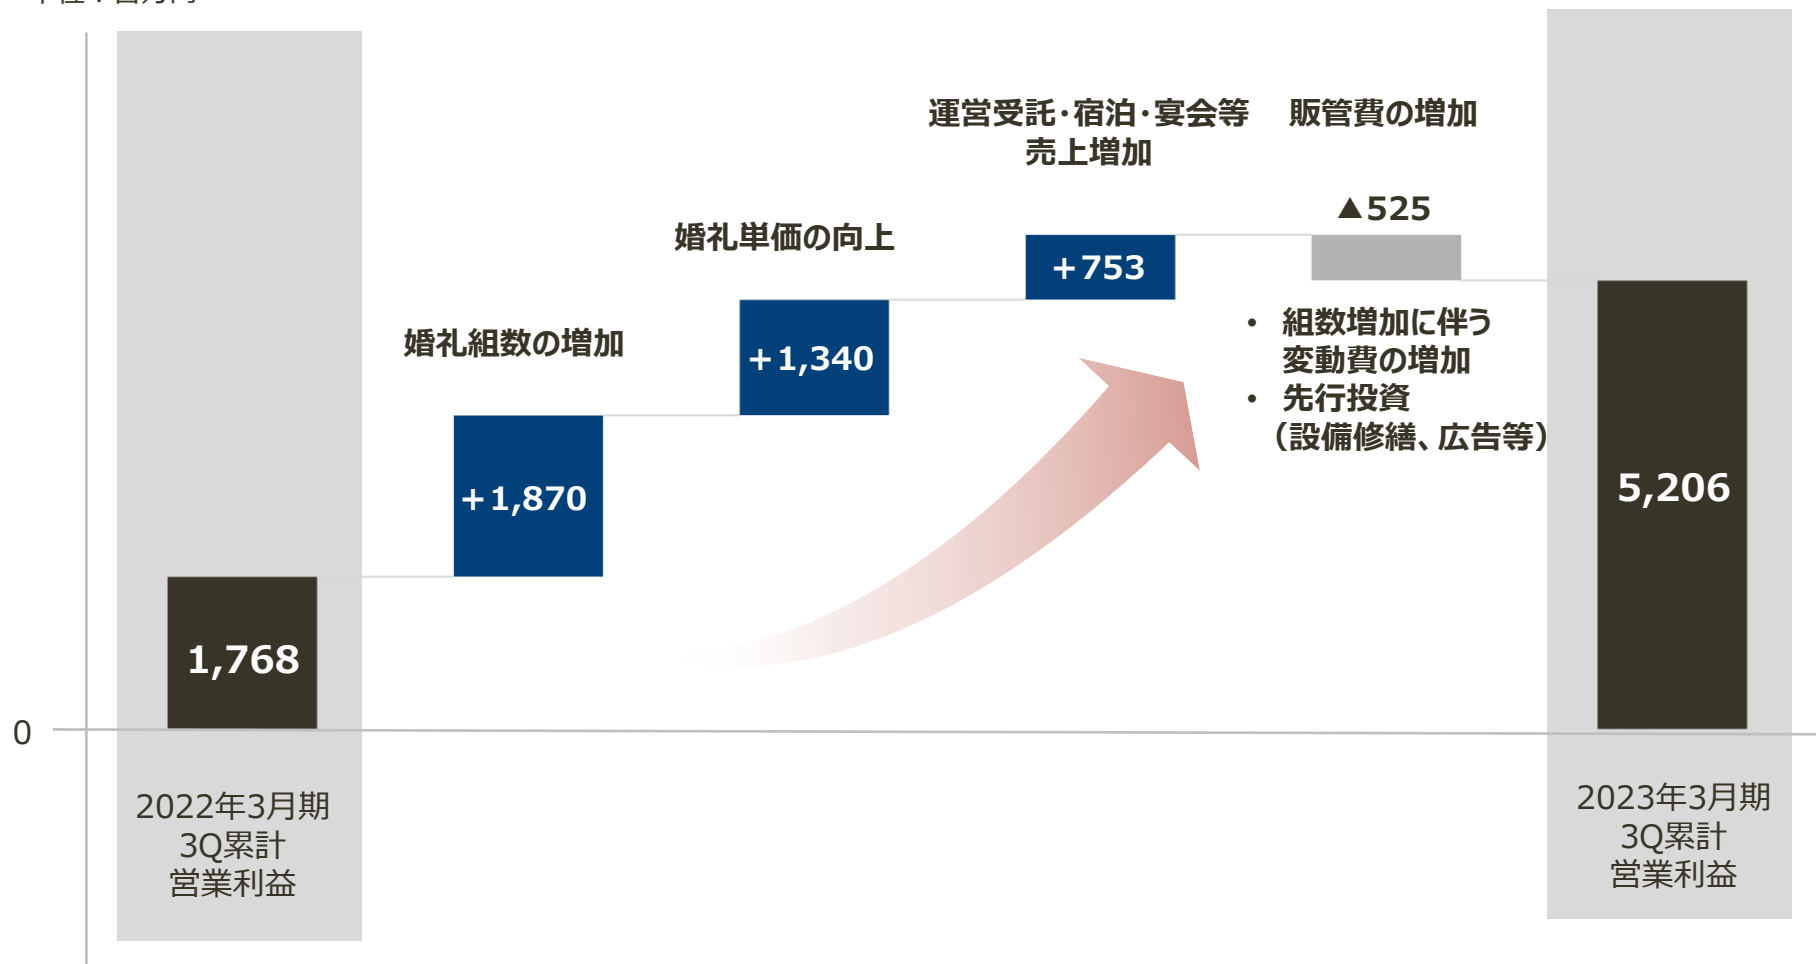 運営受託・宿泊・宴会等
売上増加
販管費の増加
▲525
婚礼単価の向上
+753
婚礼組数の増加
+1,340
・ 組数増加に伴う
変動費の増加
・ 先行投資
（設備修繕、広告等）
+1,870
5,206
1,768
0
2022年3月期
3Q累計
営業利益
2023年3月期
3Q累計
営業利益